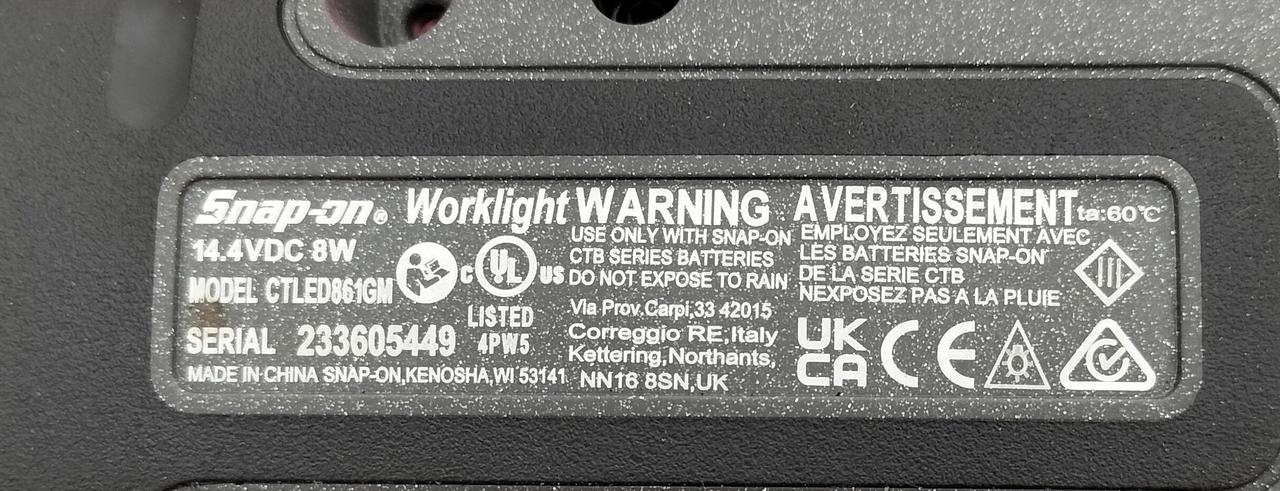 Snap-on® Worklight
14.4VDC 8W
MODEL CTLED861GM
C UL US
LISTED
4PW5
SERIAL 233605449
MADE IN CHINA SNAP-ON,KENOSHA,WI 53141
WARNING
USE ONLY WITH SNAP-ON
CTB SERIES BATTERIES
DO NOT EXPOSE TO RAIN
Via Prov.Carpi,33 42015
Correggio RE,Italy
Kettering,Northants,
NN16 8SN,UK
AVERTISSEMENT ta:60℃
EMPLOYEZ SEULEMENT AVEC
LES BATTERIES SNAP-ON
DE LA SERIE CTB
NEXPOSEZ PAS A LA PLUIE
UK
CA CE